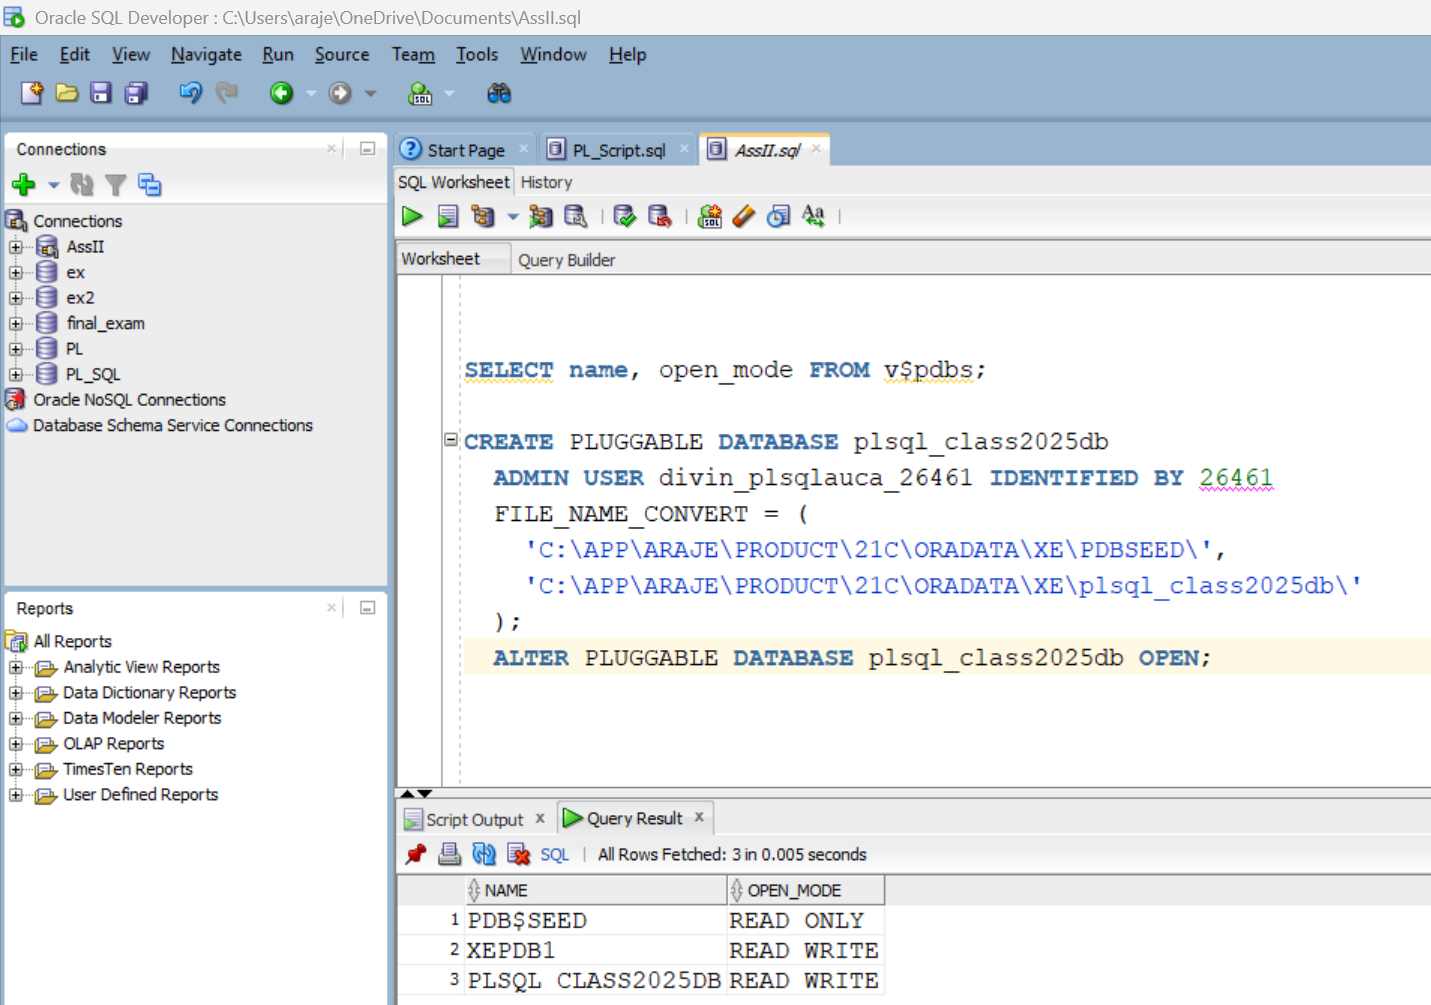 Oracle SQL Developer : C:\Users\araje\OneDrive\Documents\AssII.sql
File Edit View Navigate Run Source Team Tools Window Help
SQL
Connections
Start Page
PL_Script.sql
AssII.sql
SQL Worksheet History
SQL
Aa
Connections
AssII
ex
ex2
final_exam
PL
PL_SQL
Oracle NoSQL Connections
Database Schema Service Connections
Worksheet Query Builder
SELECT name, open_mode FROM v$pdbs;
CREATE PLUGGABLE DATABASE plsql_class2025db
ADMIN USER divin_plsqlauca_26461 IDENTIFIED BY 26461
FILE_NAME_CONVERT = (
'C:\APP\ARAJE\PRODUCT\21C\ORADATA\XE\PDBSEED\',
'C:\APP\ARAJE\PRODUCT\21C\ORADATA\XE\plsql_class2025db\'
);
ALTER PLUGGABLE DATABASE plsql_class2025db OPEN;
Reports
All Reports
Analytic View Reports
Data Dictionary Reports
Data Modeler Reports
OLAP Reports
TimesTen Reports
User Defined Reports
Script Output x Query Result x
SQL | All Rows Fetched: 3 in 0.005 seconds
NAME OPEN_MODE
1 PDB$SEED READ ONLY
2 XEPDB1 READ WRITE
3 PLSQL_CLASS2025DB READ WRITE